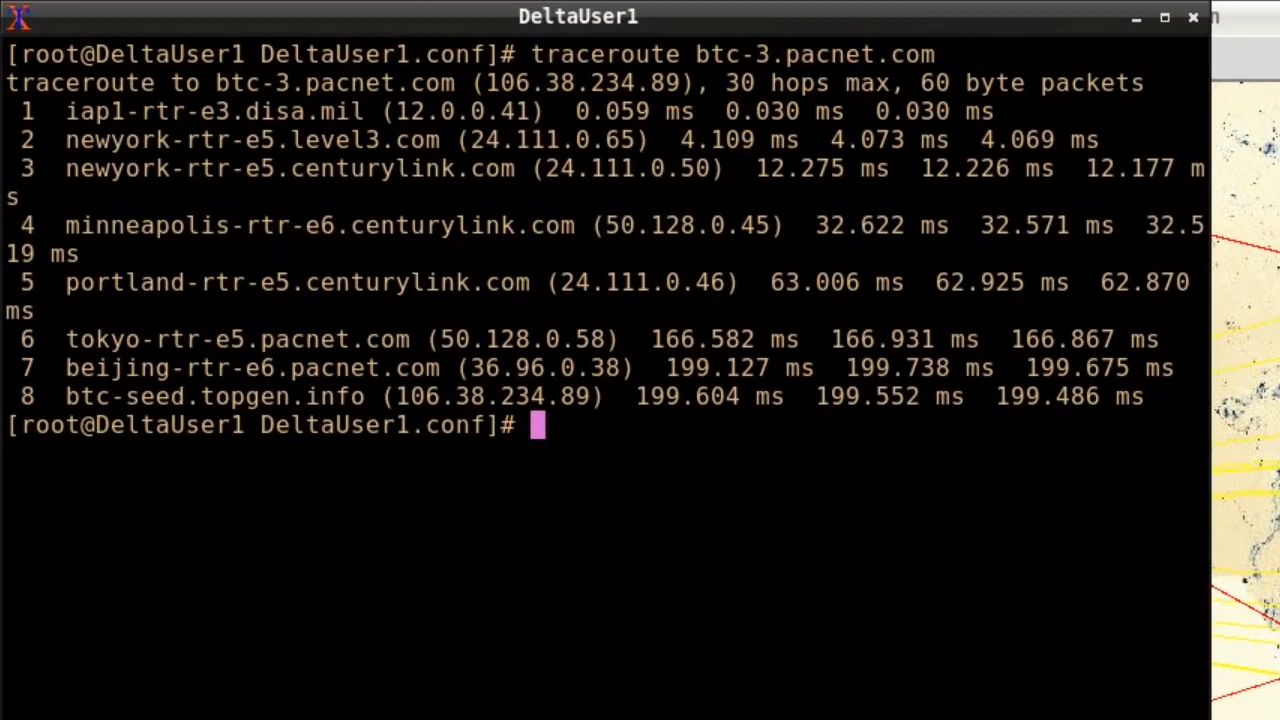 DeltaUser1
[root@DeltaUser1 DeltaUser1.conf]# traceroute btc-3.pacnet.com
traceroute to btc-3.pacnet.com (106.38.234.89), 30 hops max, 60 byte packets
1 iap1-rtr-e3.disa.mil (12.0.0.41) 0.059 ms 0.030 ms 0.030 ms
2 newyork-rtr-e5.level3.com (24.111.0.65) 4.109 ms 4.073 ms 4.069 ms
3 newyork-rtr-e5.centurylink.com (24.111.0.50) 12.275 ms 12.226 ms 12.177 m
s
4 minneapolis-rtr-e6.centurylink.com (50.128.0.45) 32.622 ms 32.571 ms 32.5
19 ms
5 portland-rtr-e5.centurylink.com (24.111.0.46) 63.006 ms 62.925 ms 62.870
ms
6 tokyo-rtr-e5.pacnet.com (50.128.0.58) 166.582 ms 166.931 ms 166.867 ms
7 beijing-rtr-e6.pacnet.com (36.96.0.38) 199.127 ms 199.738 ms 199.675 ms
8 btc-seed.topgen.info (106.38.234.89) 199.604 ms 199.552 ms 199.486 ms
[root@DeltaUser1 DeltaUser1.conf]#